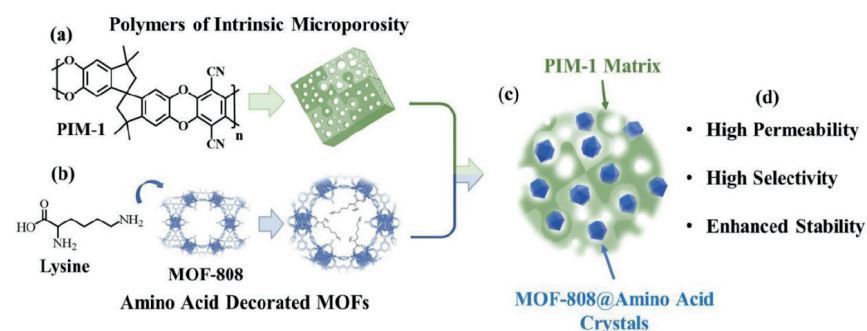 (a)
Polymers of Intrinsic Microporosity
O
O
O
O
CN
CN
n
PIM-1
(b)
O
HO
NH₂
NH₂
Lysine
MOF-808
Amino Acid Decorated MOFs
PIM-1 Matrix
(c)
MOF-808@Amino Acid
Crystals
(d)
• High Permeability
• High Selectivity
• Enhanced Stability